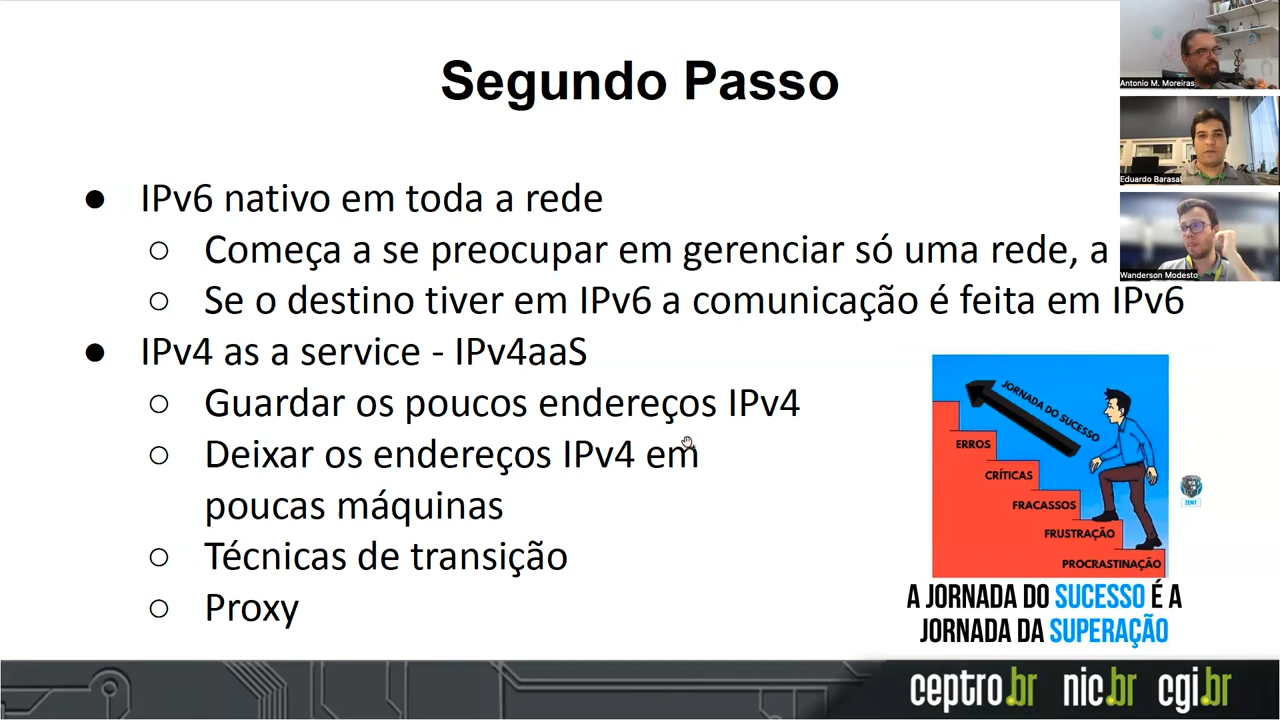 Segundo Passo
● IPv6 nativo em toda a rede
○ Começa a se preocupar em gerenciar só uma rede, a
○ Se o destino tiver em IPv6 a comunicação é feita em IPv6
● IPv4 as a service - IPv4aaS
○ Guardar os poucos endereços IPv4
○ Deixar os endereços IPv4 em
poucas máquinas
○ Técnicas de transição
○ Proxy
Antonio M. Moreiras
Eduardo Barasal
Wanderson Modesto
JORNADA DO SUCESSO
ERROS
CRÍTICAS
FRACASSOS
FRUSTRAÇÃO
PROCRASTINAÇÃO
ZENIT
A JORNADA DO SUCESSO É A
JORNADA DA SUPERAÇÃO
ceptro.br nic.br cgi.br